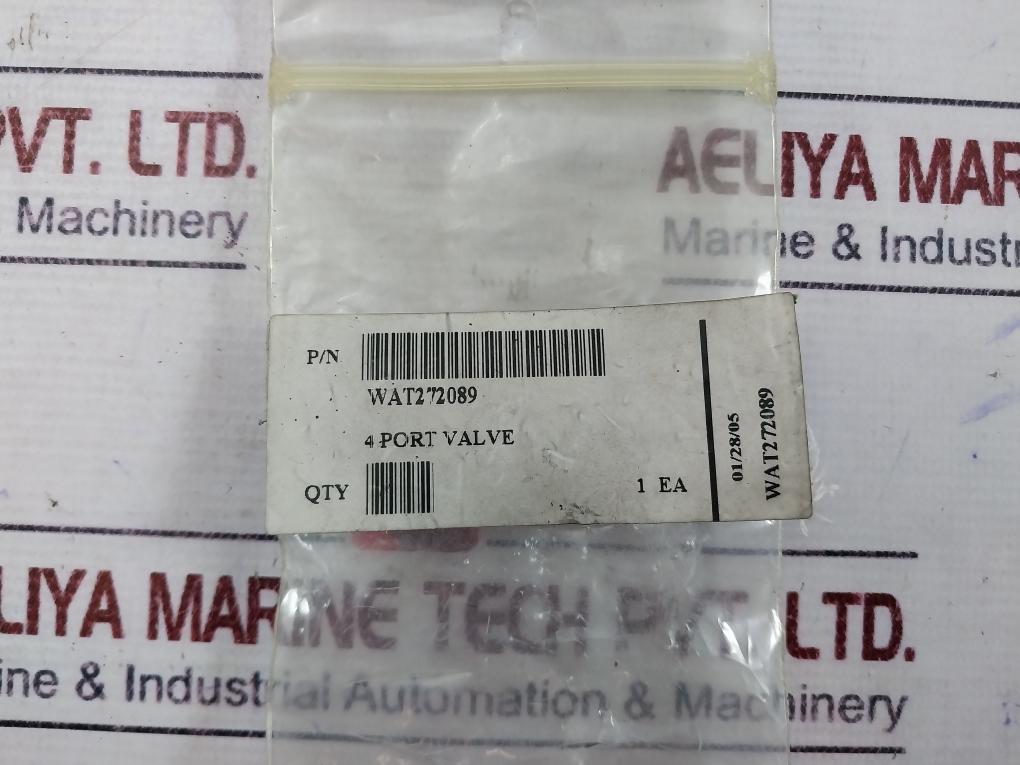 PVT. LTD.
Machinery
AELIYA MAR
Marine & Industri
P/N
WAT272089
4 PORT VALVE
QTY
1 EA
01/28/05
WAT272089
LIYA MARINE TECH PVT. LTD.
ine & Industrial Automation & Machinery